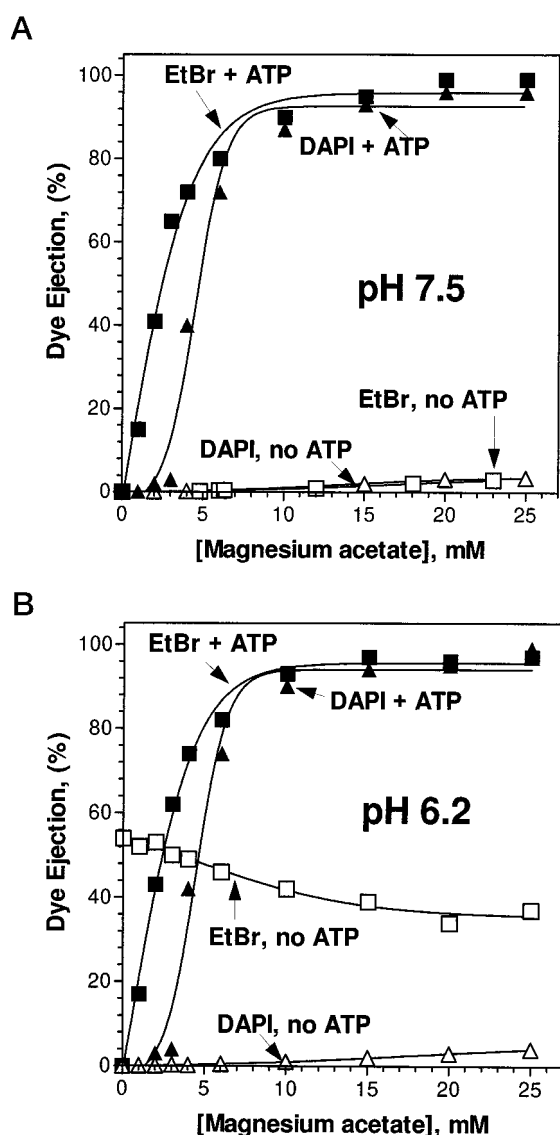 A
EtBr + ATP
DAPI + ATP
pH 7.5
EtBr, no ATP
DAPI, no ATP
Dye Ejection, (%)
100
80
60
40
20
0
0 5 10 15 20 25
[Magnesium acetate], mM
B
EtBr + ATP
DAPI + ATP
pH 6.2
EtBr, no ATP
DAPI, no ATP
Dye Ejection, (%)
100
80
60
40
20
0
0 5 10 15 20 25
[Magnesium acetate], mM